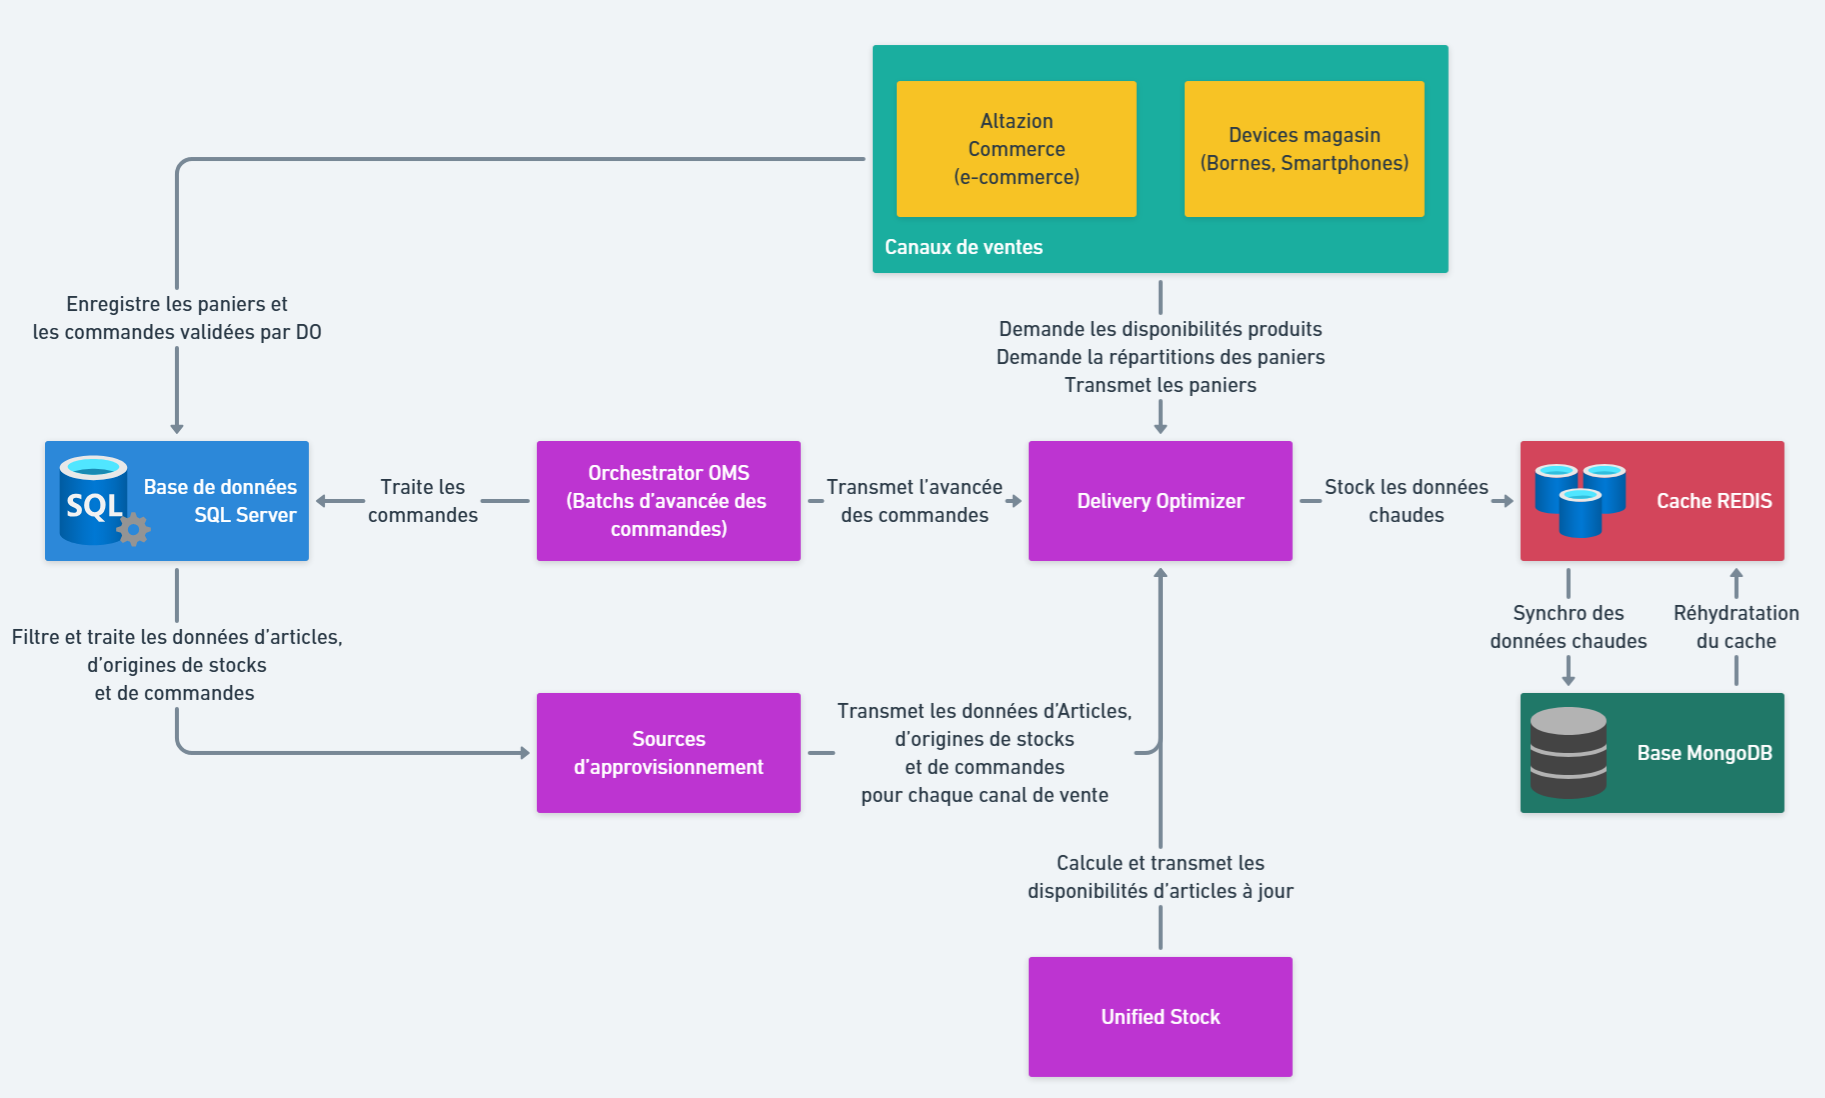 Altazion
Commerce
(e-commerce)
Devices magasin
(Bornes, Smartphones)
Canaux de ventes
Enregistre les paniers et
les commandes validées par DO
Demande les disponibilités produits
Demande la répartitions des paniers
Transmet les paniers
SQL
Base de données
SQL Server
Traite les
commandes
Orchestrator OMS
(Batchs d’avancée des
commandes)
Transmet l’avancée
des commandes
Delivery Optimizer
Stock les données
chaudes
Cache REDIS
Filtre et traite les données d’articles,
d’origines de stocks
et de commandes
Synchro des
données chaudes
Réhydratation
du cache
Sources
d’approvisionnement
Transmet les données d’Articles,
d’origines de stocks
et de commandes
pour chaque canal de vente
Base MongoDB
Calcule et transmet les
disponibilités d’articles à jour
Unified Stock